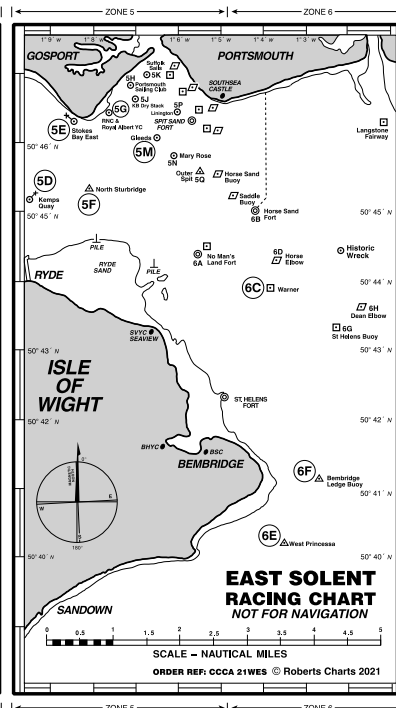 ZONE 5
ZONE 6
1° 9' W
1° 8' W
1° 6' W
1° 5' W
1° 4' W
1° 3' W
GOSPORT
PORTSMOUTH
Suffolk
Sails
5K
5H
Portsmouth
Sailing Club
SOUTHSEA
CASTLE
5J
KB Dry Stack
5G
5P
Linington
RNC &
Royal Albert YC
SPIT SAND
FORT
5E
Stokes
Bay East
Langstone
Fairway
Gleeds
50° 46' N
5M
Mary Rose
5N
5D
Outer
Spit 5Q
Horse Sand
Buoy
North Sturbridge
Saddle
Buoy
Kemps
Quay
5F
50° 45' N
50° 45' N
Horse Sand
Fort
6B
PILE
RYDE
SAND
PILE
No Man's
Land Fort
6A
6D
Horse
Elbow
Historic
Wreck
RYDE
50° 44' N
6C
Warner
6H
Dean Elbow
6G
St Helens Buoy
SVYC
SEAVIEW
50° 43' N
50° 43' N
ISLE
OF
WIGHT
ST. HELENS
FORT
50° 42' N
50° 42' N
BHYC
BSC
BEMBRIDGE
0°
6F
Bembridge
Ledge Buoy
50° 41' N
W
E
S
180°
6E
West Princessa
50° 40' N
50° 40' N
EAST SOLENT
RACING CHART
NOT FOR NAVIGATION
SANDOWN
0 0.5 1 1.5 2 2.5 3 3.5 4 4.5 5
SCALE – NAUTICAL MILES
ORDER REF: CCCA 21WES © Roberts Charts 2021
ZONE 5
ZONE 6